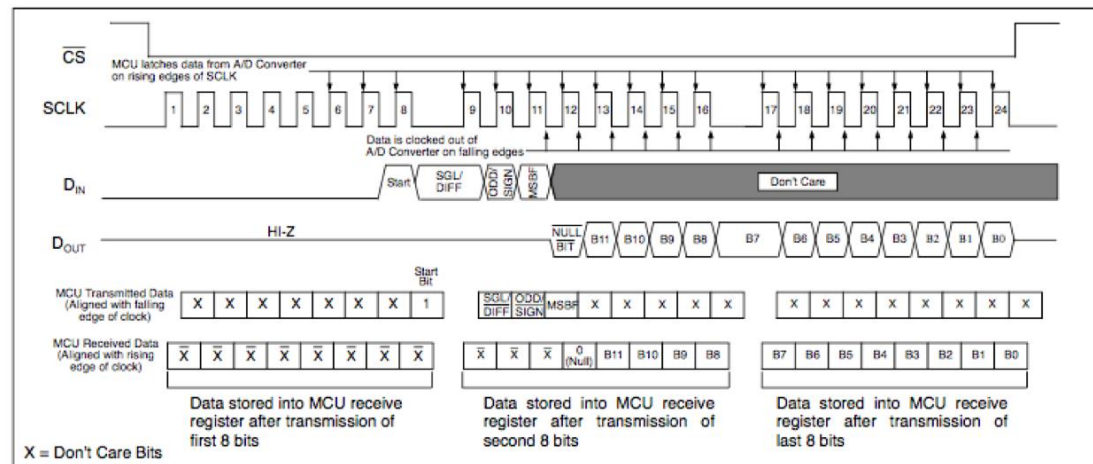 CS
MCU latches data from A/D Converter
on rising edges of SCLK
SCLK
1 2 3 4 5 6 7 8 9 10 11 12 13 14 15 16 17 18 19 20 21 22 23 24
Data is clocked out of
A/D Converter on falling edges
DIN
Start
SGL/
DIFF
ODD/
SIGN
MSBF
Don't Care
HI-Z
DOUT
NULL
BIT
B11 B10 B9 B8 B7 B6 B5 B4 B3 B2 B1 B0
Start
Bit
MCU Transmitted Data
(Aligned with falling
edge of clock)
X X X X X X X 1
SGL/
DIFF
ODD/
SIGN
MSBF X X X X X
X X X X X X X X
MCU Received Data
(Aligned with rising
edge of clock)
X X X X X X X X
X X X 0
(Null)
B11 B10 B9 B8
B7 B6 B5 B4 B3 B2 B1 B0
Data stored into MCU receive
register after transmission of
first 8 bits
Data stored into MCU receive
register after transmission of
second 8 bits
Data stored into MCU receive
register after transmission of
last 8 bits
X = Don't Care Bits